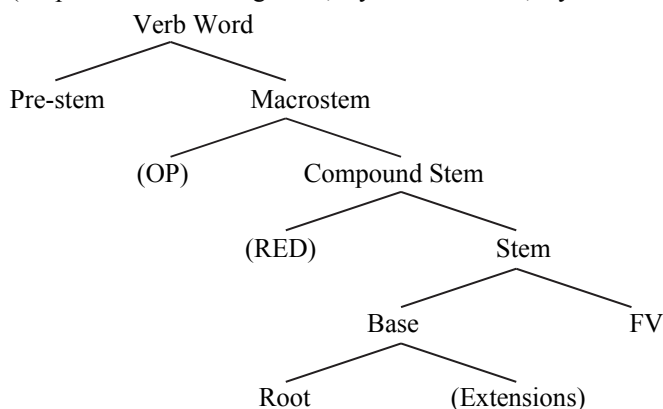 Verb Word
Pre-stem Macrostem
(OP) Compound Stem
(RED) Stem
Base FV
Root (Extensions)